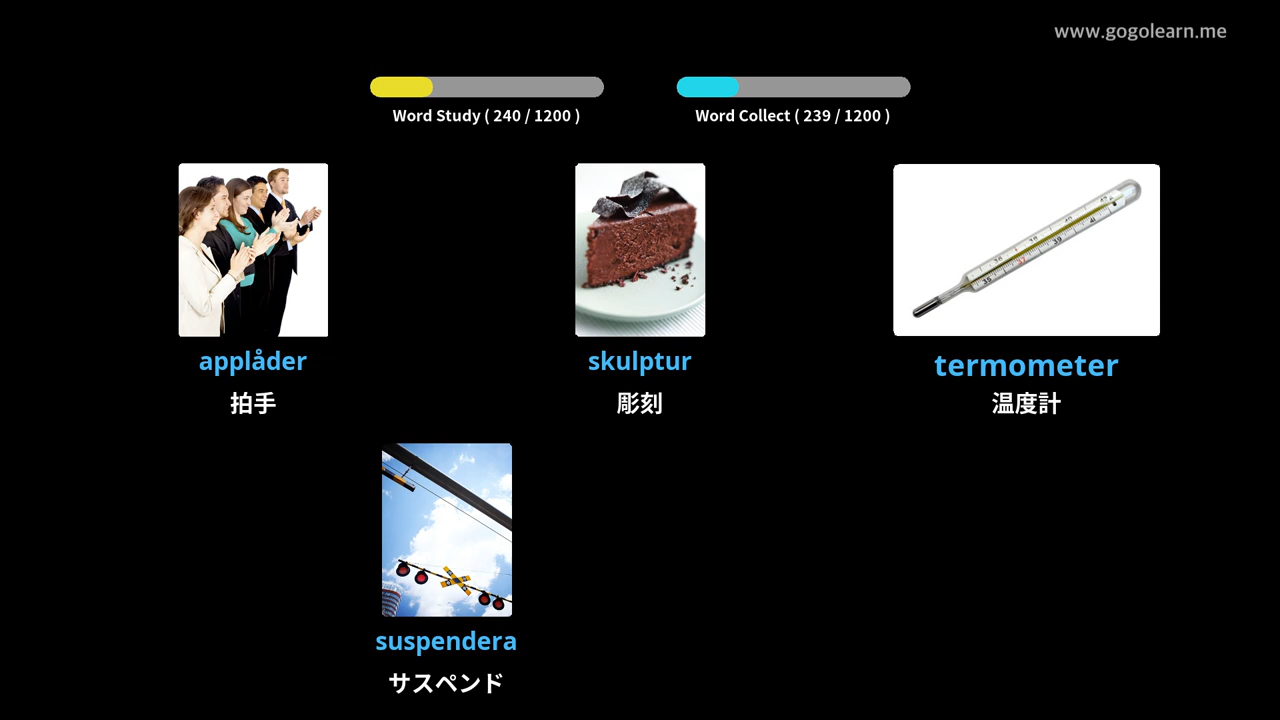 www.gogolearn.me
Word Study ( 240 / 1200 )
Word Collect ( 239 / 1200 )
applåder
拍手
skulptur
彫刻
termometer
温度計
suspendera
サスペンド